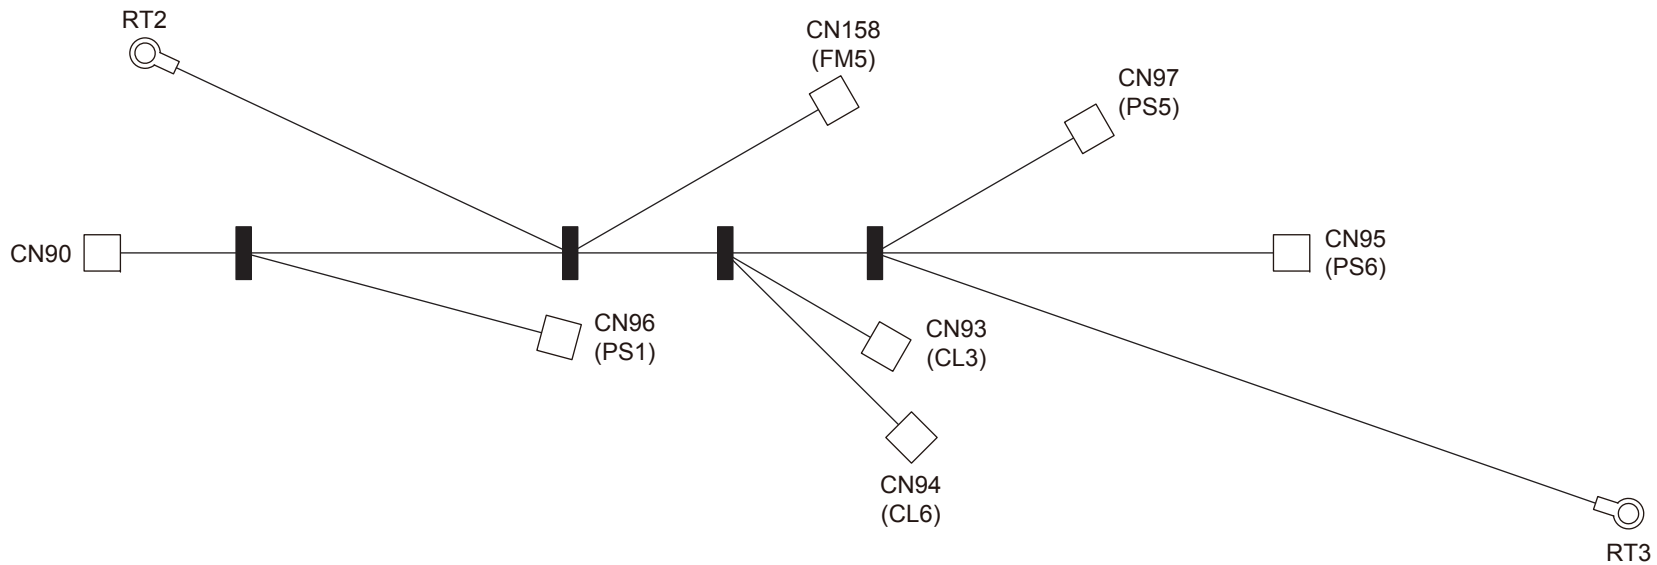 RT2
CN158
(FM5)
CN97
(PS5)
CN90
CN95
(PS6)
CN96
(PS1)
CN93
(CL3)
CN94
(CL6)
RT3